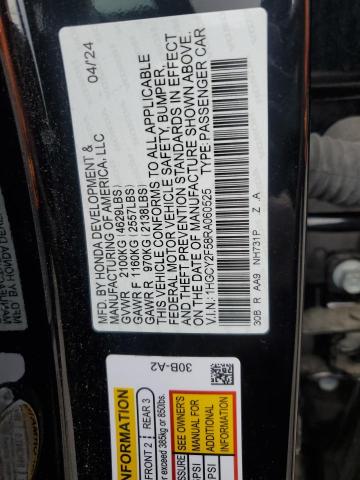 MFD. BY HONDA DEVELOPMENT & 04/24
MANUFACTURING OF AMERICA, LLC
GVWR 2100KG (4629LBS)
GAWR F 1160KG (2557LBS)
GAWR R 970KG (2138LBS)
THIS VEHICLE CONFORMS TO ALL APPLICABLE
FEDERAL MOTOR VEHICLE SAFETY, BUMPER,
AND THEFT PREVENTION STANDARDS IN EFFECT
ON THE DATE OF MANUFACTURE SHOWN ABOVE.
V.I.N: 1HGCY2F58RA060525 TYPE: PASSENGER CAR
30B R AA9 NH731P Z A
30B-A2
INFORMATION
FRONT 2 REAR 3
exceed 385kg or 850lbs.
SEE OWNER'S
ADDITIONAL
INFORMATION
PSI
PSI